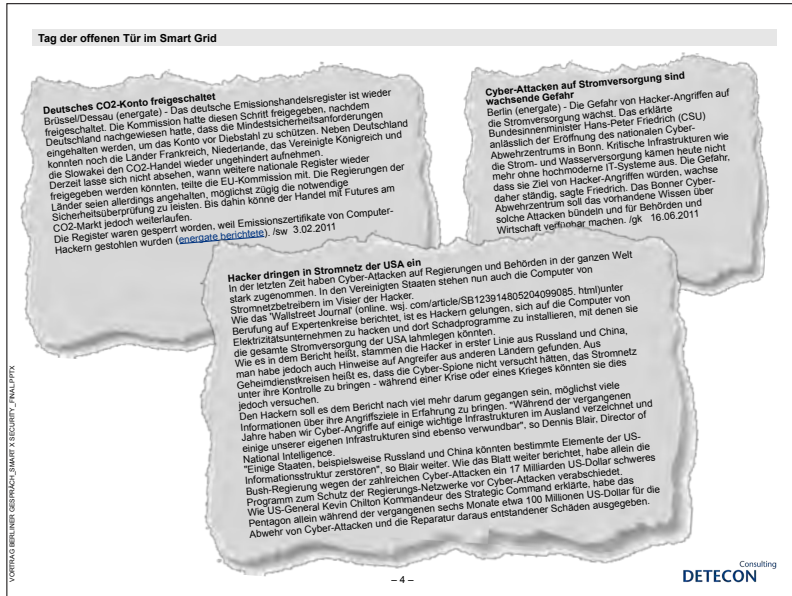 Tag der offenen Tür im Smart Grid
Deutsches CO2-Konto freigeschaltet
Brüssel/Dessau (energate) - Das deutsche Emissionshandelsregister ist wieder
freigeschaltet. Die Kommission hatte diesen Schritt freigegeben, nachdem
Deutschland nachgewiesen hatte, dass die Mindestsicherheitsanforderungen
eingehalten werden, um das Konto vor Diebstahl zu schützen. Neben Deutschland
konnten noch die Länder Frankreich, Niederlande, das Vereinigte Königreich und
die Slowakei den CO2-Handel wieder ungehindert aufnehmen.
Derzeit lasse sich nicht absehen, wann weitere nationale Register wieder
freigegeben werden könnten, teilte die EU-Kommission mit. Die Regierungen der
Länder seien allerdings angehalten, möglichst zügig die notwendige
Sicherheitsüberprüfung zu leisten. Bis dahin könne der Handel mit Futures am
CO2-Markt jedoch weiterlaufen.
Die Register waren gesperrt worden, weil Emissionszertifikate von Computer-
Hackern gestohlen wurden (energate berichtete). /sw 3.02.2011
Cyber-Attacken auf Stromversorgung sind
wachsende Gefahr
Berlin (energate) - Die Gefahr von Hacker-Angriffen auf
die Stromversorgung wächst. Das erklärte
Bundesinnenminister Hans-Peter Friedrich (CSU)
anlässlich der Eröffnung des nationalen Cyber-
Abwehrzentrums in Bonn. Kritische Infrastrukturen wie
die Strom- und Wasserversorgung kämen heute nicht
mehr ohne hochmoderne IT-Systeme aus. Die Gefahr,
dass sie Ziel von Hacker-Angriffen würden, wachse
daher ständig, sagte Friedrich. Das Bonner Cyber-
Abwehrzentrum soll das vorhandene Wissen über
solche Attacken bündeln und für Behörden und
Wirtschaft verfügbar machen. /gk 16.06.2011
Hacker dringen in Stromnetz der USA ein
In der letzten Zeit haben Cyber-Attacken auf Regierungen und Behörden in der ganzen Welt
stark zugenommen. In den Vereinigten Staaten stehen nun auch die Computer von
Stromnetzbetreibern im Visier der Hacker.
Wie das 'Wallstreet Journal' (online. wsj. com/article/SB123914805204099085. html)unter
Berufung auf Expertenkreise berichtet, ist es Hackern gelungen, sich auf die Computer von
Elektrizitätsunternehmen zu hacken und dort Schadprogramme zu installieren, mit denen sie
die gesamte Stromversorgung der USA lahmlegen könnten.
Wie es in dem Bericht heißt, stammen die Hacker in erster Linie aus Russland und China,
man habe jedoch auch Hinweise auf Angreifer aus anderen Ländern gefunden. Aus
Geheimdienstkreisen heißt es, dass die Cyber-Spione nicht versucht hätten, das Stromnetz
unter ihre Kontrolle zu bringen - während einer Krise oder eines Krieges könnten sie dies
jedoch versuchen.
Den Hackern soll es dem Bericht nach viel mehr darum gegangen sein, möglichst viele
Informationen über ihre Angriffsziele in Erfahrung zu bringen. "Während der vergangenen
Jahre haben wir Cyber-Angriffe auf einige wichtige Infrastrukturen im Ausland verzeichnet und
einige unserer eigenen Infrastrukturen sind ebenso verwundbar", so Dennis Blair, Director of
National Intelligence.
"Einige Staaten, beispielsweise Russland und China könnten bestimmte Elemente der US-
Informationsstruktur zerstören", so Blair weiter. Wie das Blatt weiter berichtet, habe allein die
Bush-Regierung wegen der zahlreichen Cyber-Attacken ein 17 Milliarden US-Dollar schweres
Programm zum Schutz der Regierungs-Netzwerke vor Cyber-Attacken verabschiedet.
Wie US-General Kevin Chilton Kommandeur des Strategic Command erklärte, habe das
Pentagon allein während der vergangenen sechs Monate etwa 100 Millionen US-Dollar für die
Abwehr von Cyber-Attacken und die Reparatur daraus entstandener Schäden ausgegeben.
VORTRAG BERLINER GESPRÄCH_SMART X SECURITY_FINAL.PPTX
– 4 –
Consulting
DETECON